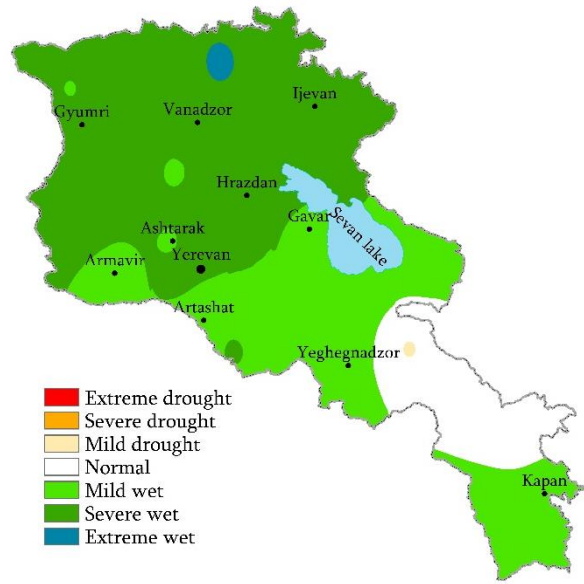 Ijevan
Gyumri
Vanadzor
Hrazdan
Gavar
Sevan lake
Ashtarak
Armavir
Yerevan
Artashat
Yeghegnadzor
Extreme drought
Severe drought
Mild drought
Normal
Mild wet
Severe wet
Extreme wet
Kapan